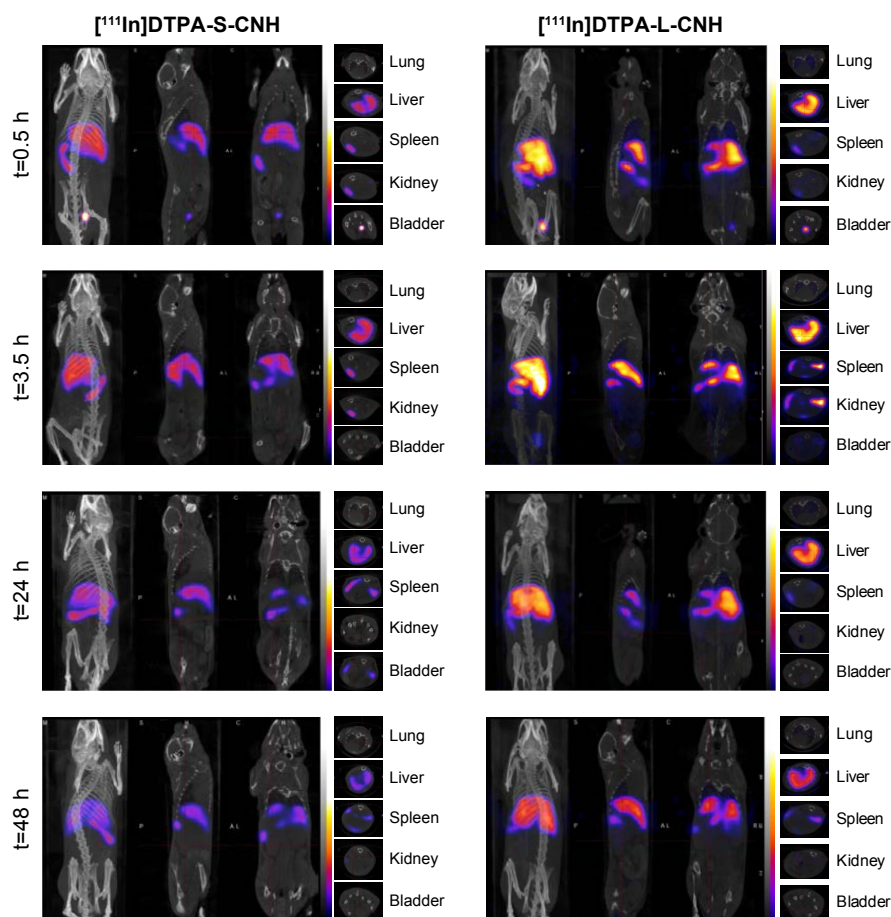 [¹¹¹In]DTPA-S-CNH
[¹¹¹In]DTPA-L-CNH
t=0.5 h
Lung
Liver
Spleen
Kidney
Bladder
Lung
Liver
Spleen
Kidney
Bladder
t=3.5 h
Lung
Liver
Spleen
Kidney
Bladder
Lung
Liver
Spleen
Kidney
Bladder
t=24 h
Lung
Liver
Spleen
Kidney
Bladder
Lung
Liver
Spleen
Kidney
Bladder
t=48 h
Lung
Liver
Spleen
Kidney
Bladder
Lung
Liver
Spleen
Kidney
Bladder